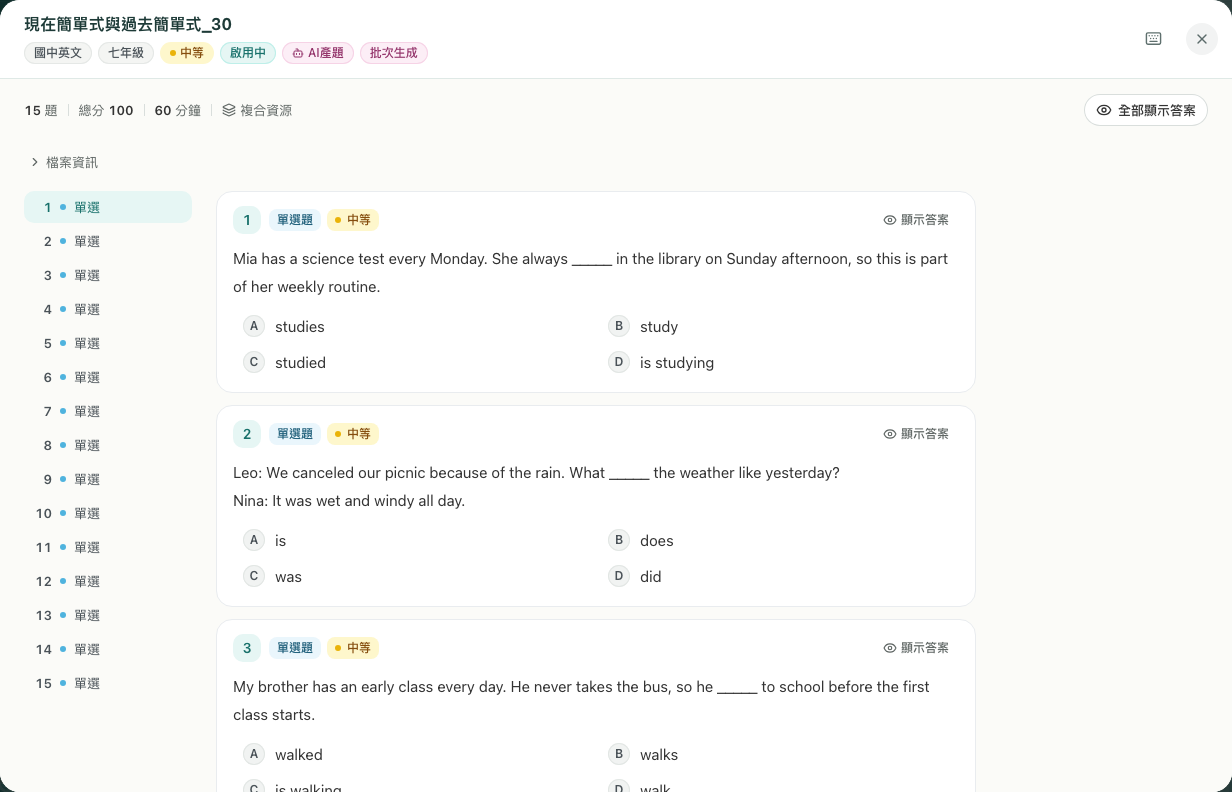 現在簡單式與過去簡單式_30
國中英文 七年級 中等 啟用中 AI產題 批次生成
15 題 總分 100 60 分鐘 複合資源 全部顯示答案
檔案資訊
1 單選
2 單選
3 單選
4 單選
5 單選
6 單選
7 單選
8 單選
9 單選
10 單選
11 單選
12 單選
13 單選
14 單選
15 單選
1 單選題 中等 顯示答案
Mia has a science test every Monday. She always _____ in the library on Sunday afternoon, so this is part
of her weekly routine.
A studies B study
C studied D is studying
2 單選題 中等 顯示答案
Leo: We canceled our picnic because of the rain. What _____ the weather like yesterday?
Nina: It was wet and windy all day.
A is B does
C was D did
3 單選題 中等 顯示答案
My brother has an early class every day. He never takes the bus, so he _____ to school before the first
class starts.
A walked B walks
C is walking D walk